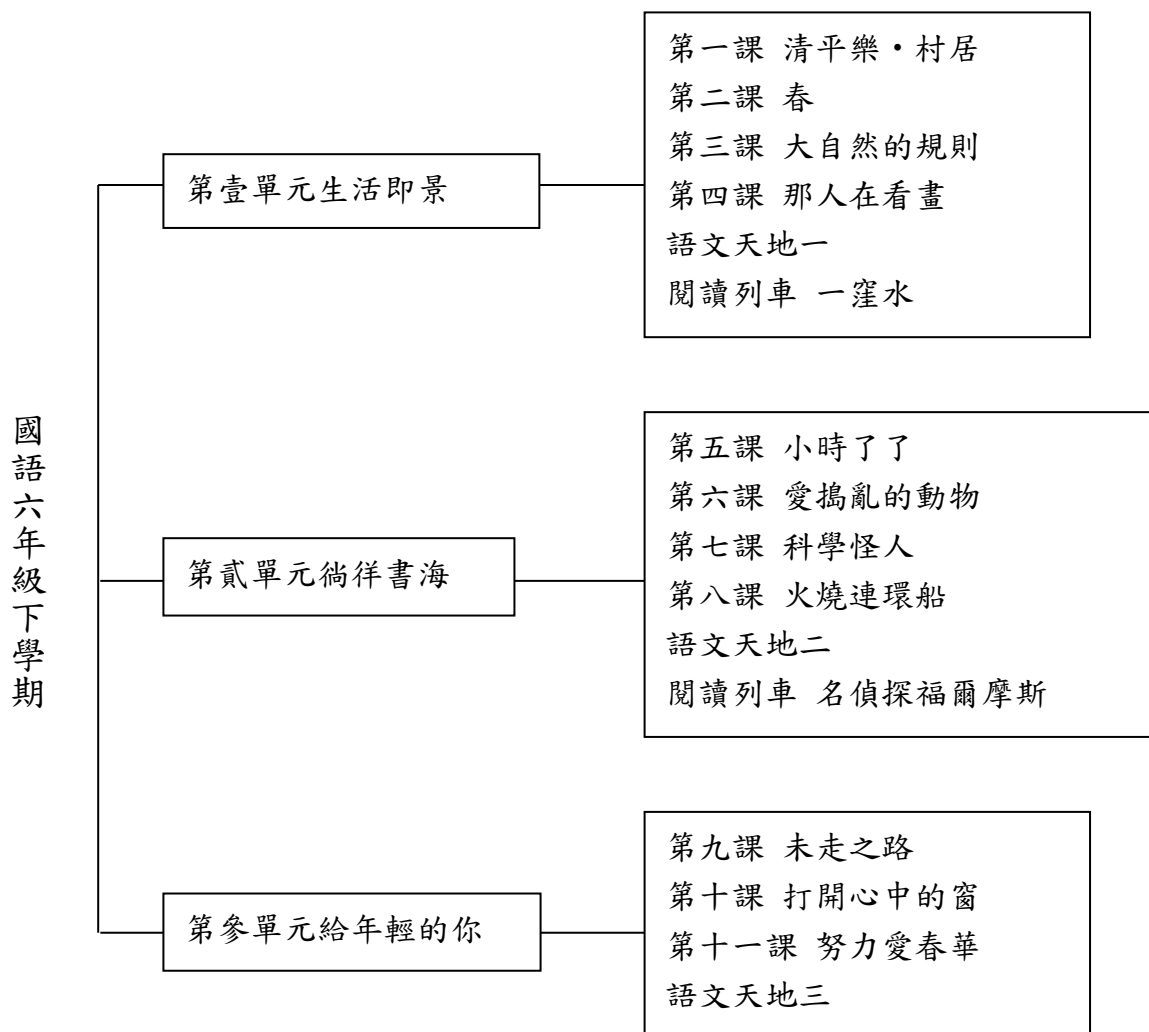 國語六年級下學期
第壹單元生活即景
第一課 清平樂・村居
第二課 春
第三課 大自然的規則
第四課 那人在看畫
語文天地一
閱讀列車 一窪水
第貳單元徜徉書海
第五課 小時了了
第六課 愛搗亂的動物
第七課 科學怪人
第八課 火燒連環船
語文天地二
閱讀列車 名偵探福爾摩斯
第參單元給年輕的你
第九課 未走之路
第十課 打開心中的窗
第十一課 努力愛春華
語文天地三